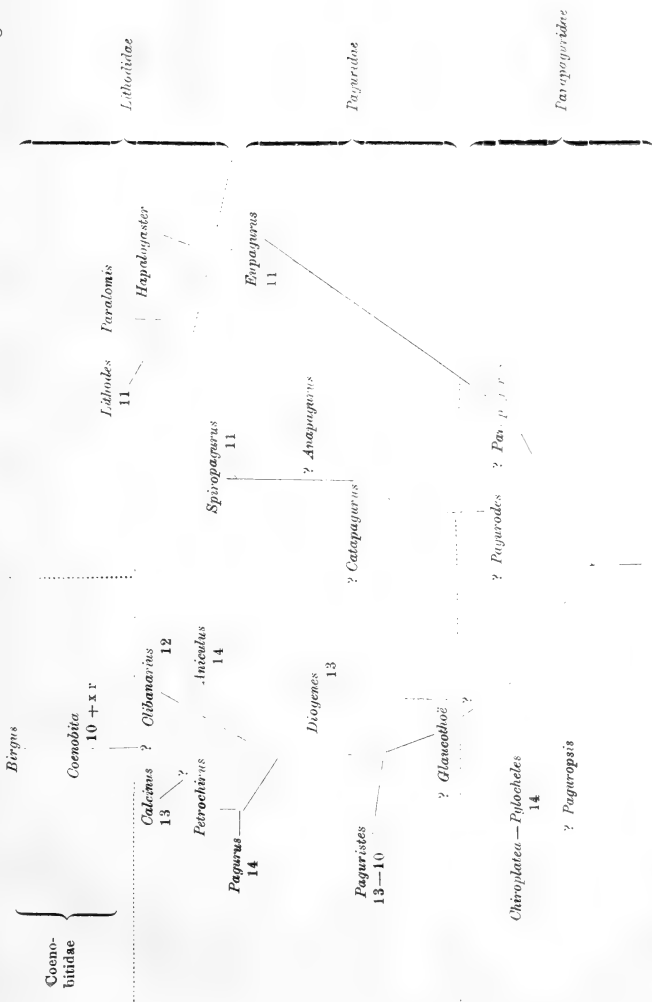 Lithodidae
Paguridae
Parapaguridae
Hapalogaster
Paralomis
Lithodes
11
Eupagurus
11
Spiropagurus
11
? Anapagurus
? Catapagurus
? Pagurodes
?
Birgus
Coenobita
10 + x r
Coeno-
bitidae
? Clibanarius
12
Calcinus
13
?
Aniculus
14
Petrochirus
Pagurus
14
Diogenes
13
Paguristes
13—10
? Glaucothoë
?
Chiroplatea — Pylocheles
14
? Paguropsis